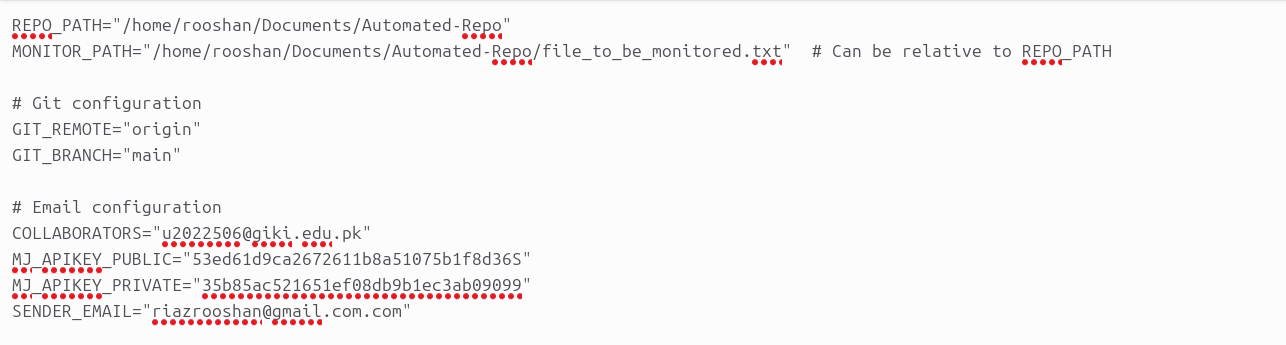 REPO_PATH="/home/rooshan/Documents/Automated-Repo"
MONITOR_PATH="/home/rooshan/Documents/Automated-Repo/file_to_be_monitored.txt"  # Can be relative to REPO_PATH
# Git configuration
GIT_REMOTE="origin"
GIT_BRANCH="main"
# Email configuration
COLLABORATORS="u2022506@giki.edu.pk"
MJ_APIKEY_PUBLIC="53ed61d9ca2672611b8a51075b1f8d36S"
MJ_APIKEY_PRIVATE="35b85ac521651ef08db9b1ec3ab09099"
SENDER_EMAIL="riazrooshan@gmail.com.com"